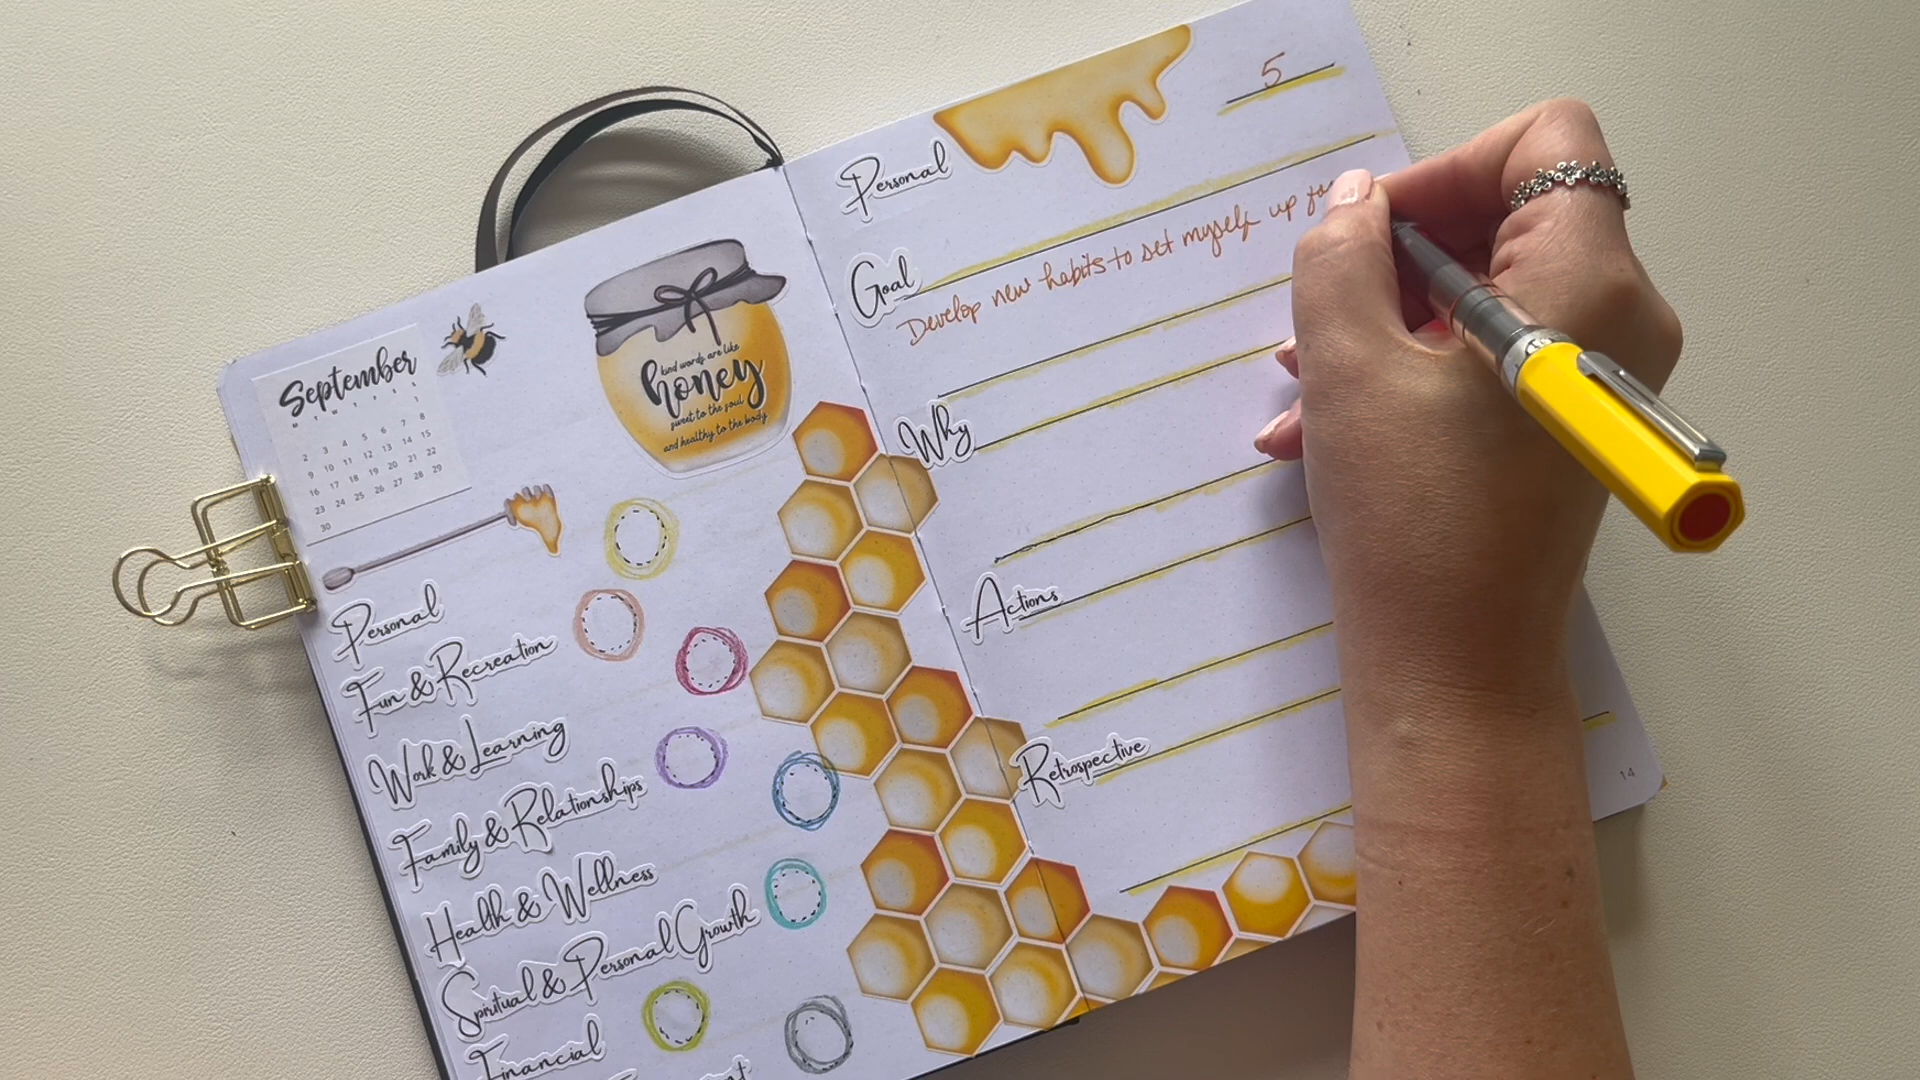 September
M T W T F S S
1
2 3 4 5 6 7 8
9 10 11 12 13 14 15
16 17 18 19 20 21 22
23 24 25 26 27 28 29
30
kind words are like
honey
sweet to the soul
and healthy to the body
Personal
Fun & Recreation
Work & Learning
Family & Relationships
Health & Wellness
Spiritual & Personal Growth
Financial
5
Personal
Goal
Develop new habits to set myself up for
Why
Actions
Retrospective
14